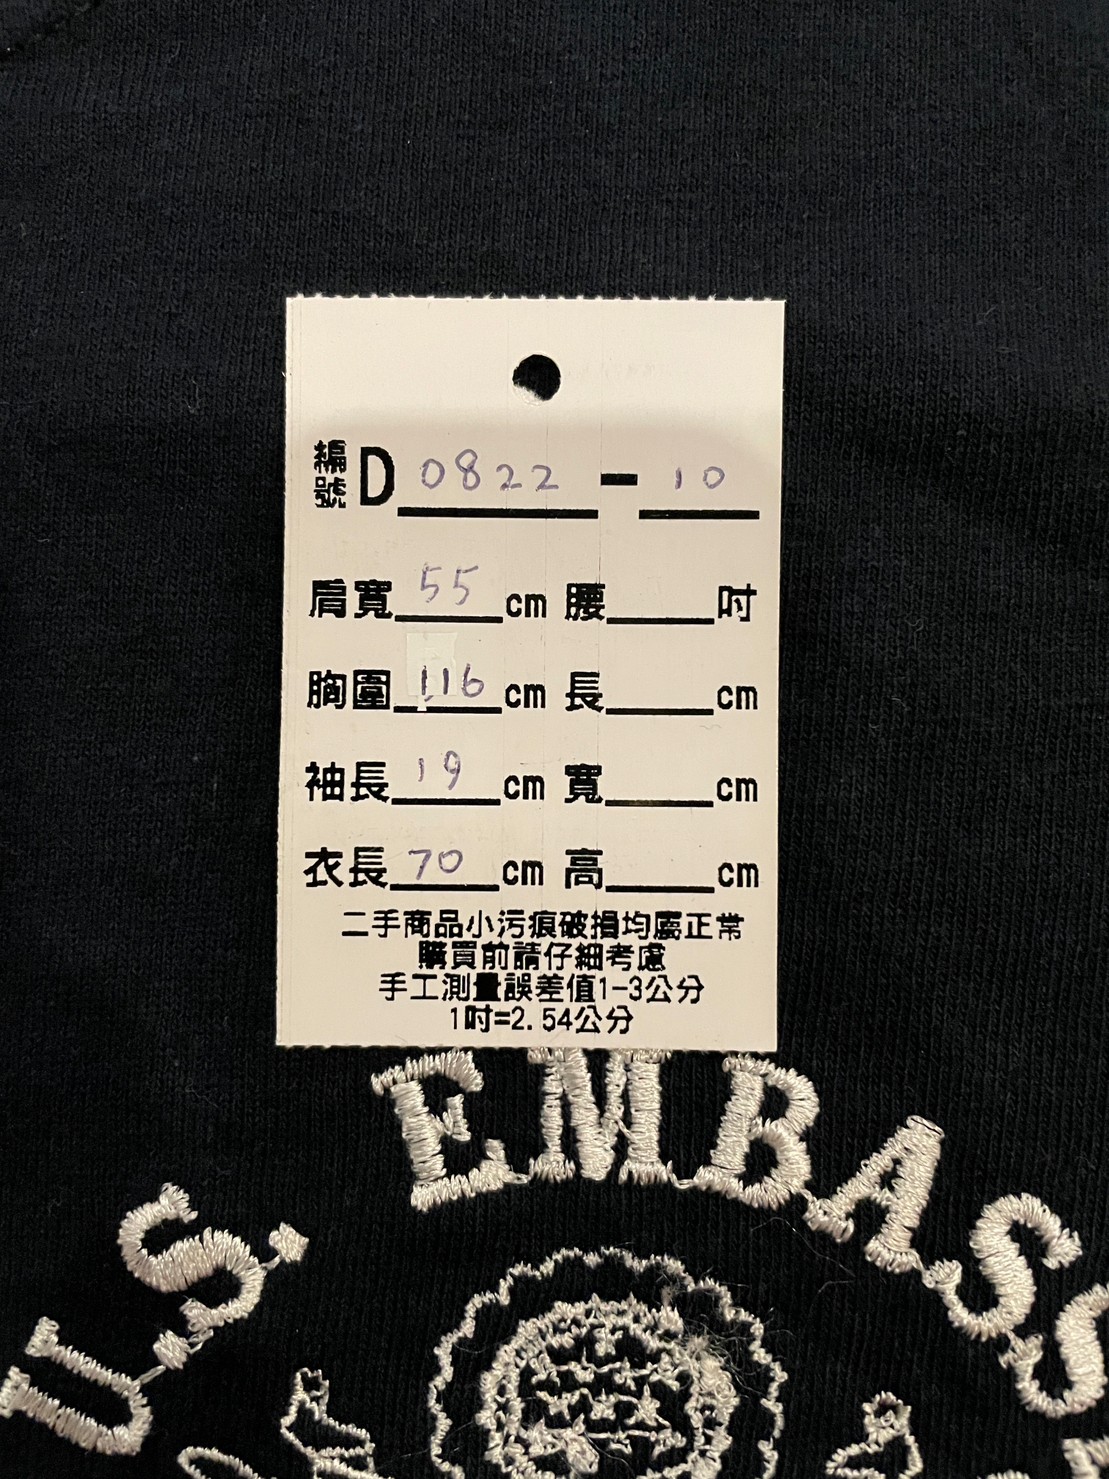 編號D 0822 - 10
肩寬 55 cm 腰 吋
胸圍 116 cm 長 cm
袖長 19 cm 寬 cm
衣長 70 cm 高 cm
二手商品小污痕破損均屬正常
購買前請仔細考慮
手工測量誤差值1-3公分
1吋=2.54公分
U.S. EMBASS